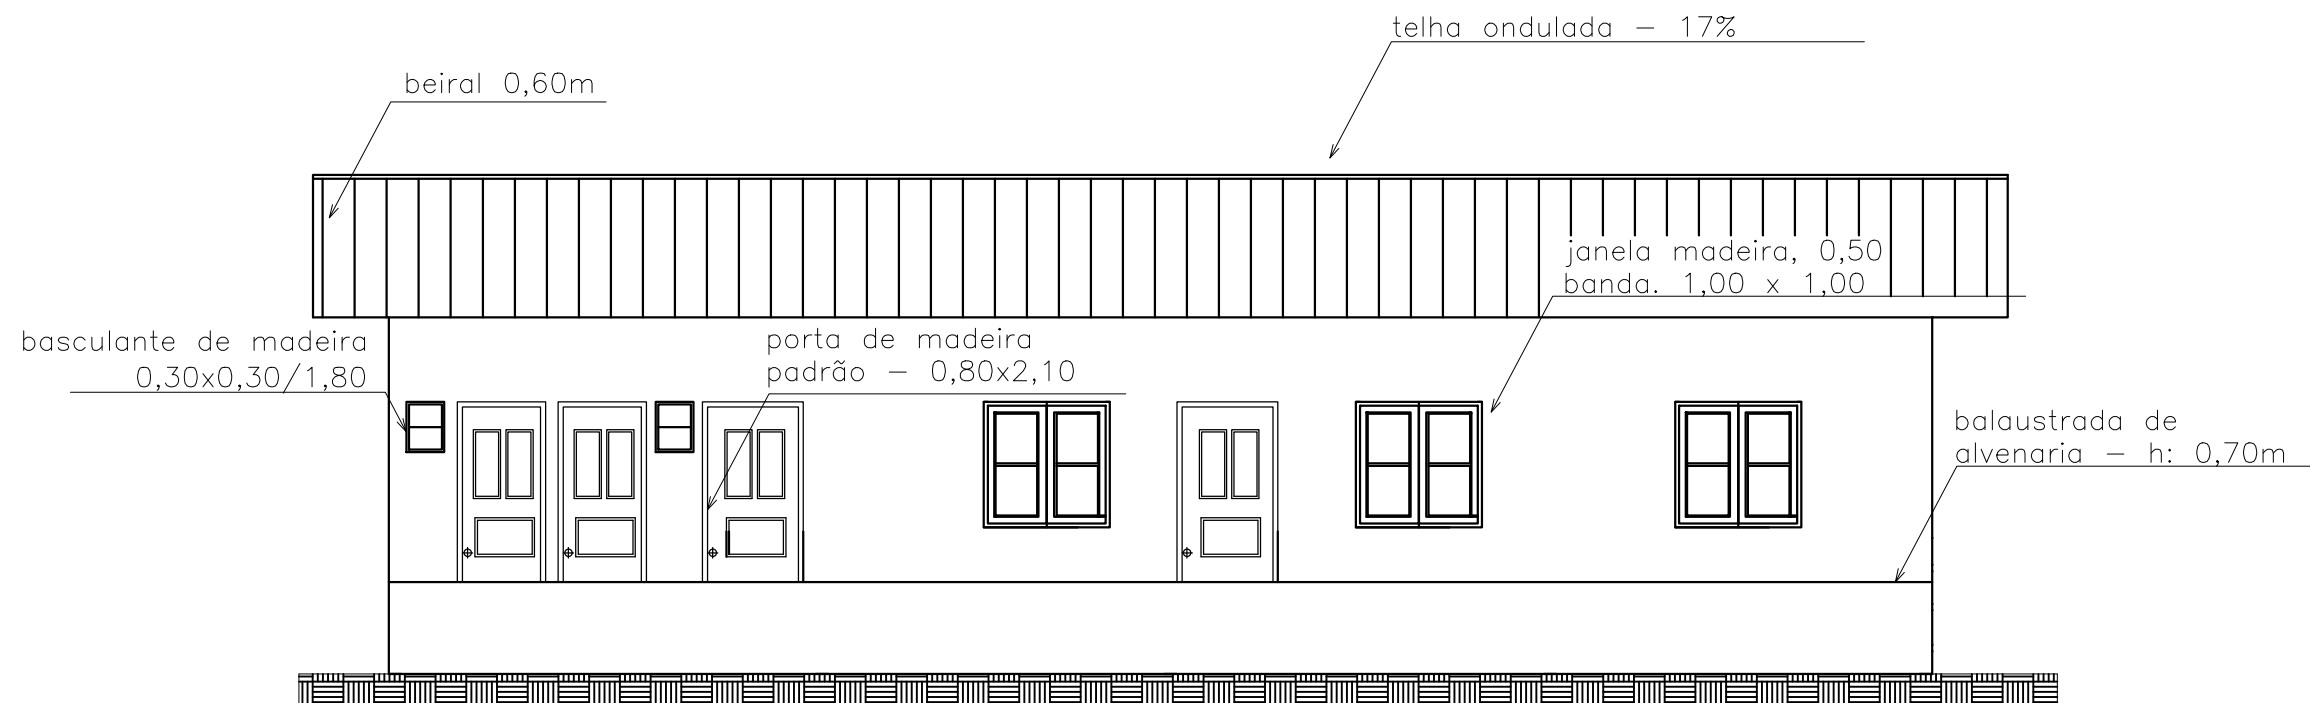 telha ondulada – 17%
beiral 0,60m
janela madeira, 0,50
banda. 1,00 x 1,00
basculante de madeira
0,30x0,30/1,80
porta de madeira
padrão – 0,80x2,10
balaustrada de
alvenaria – h: 0,70m